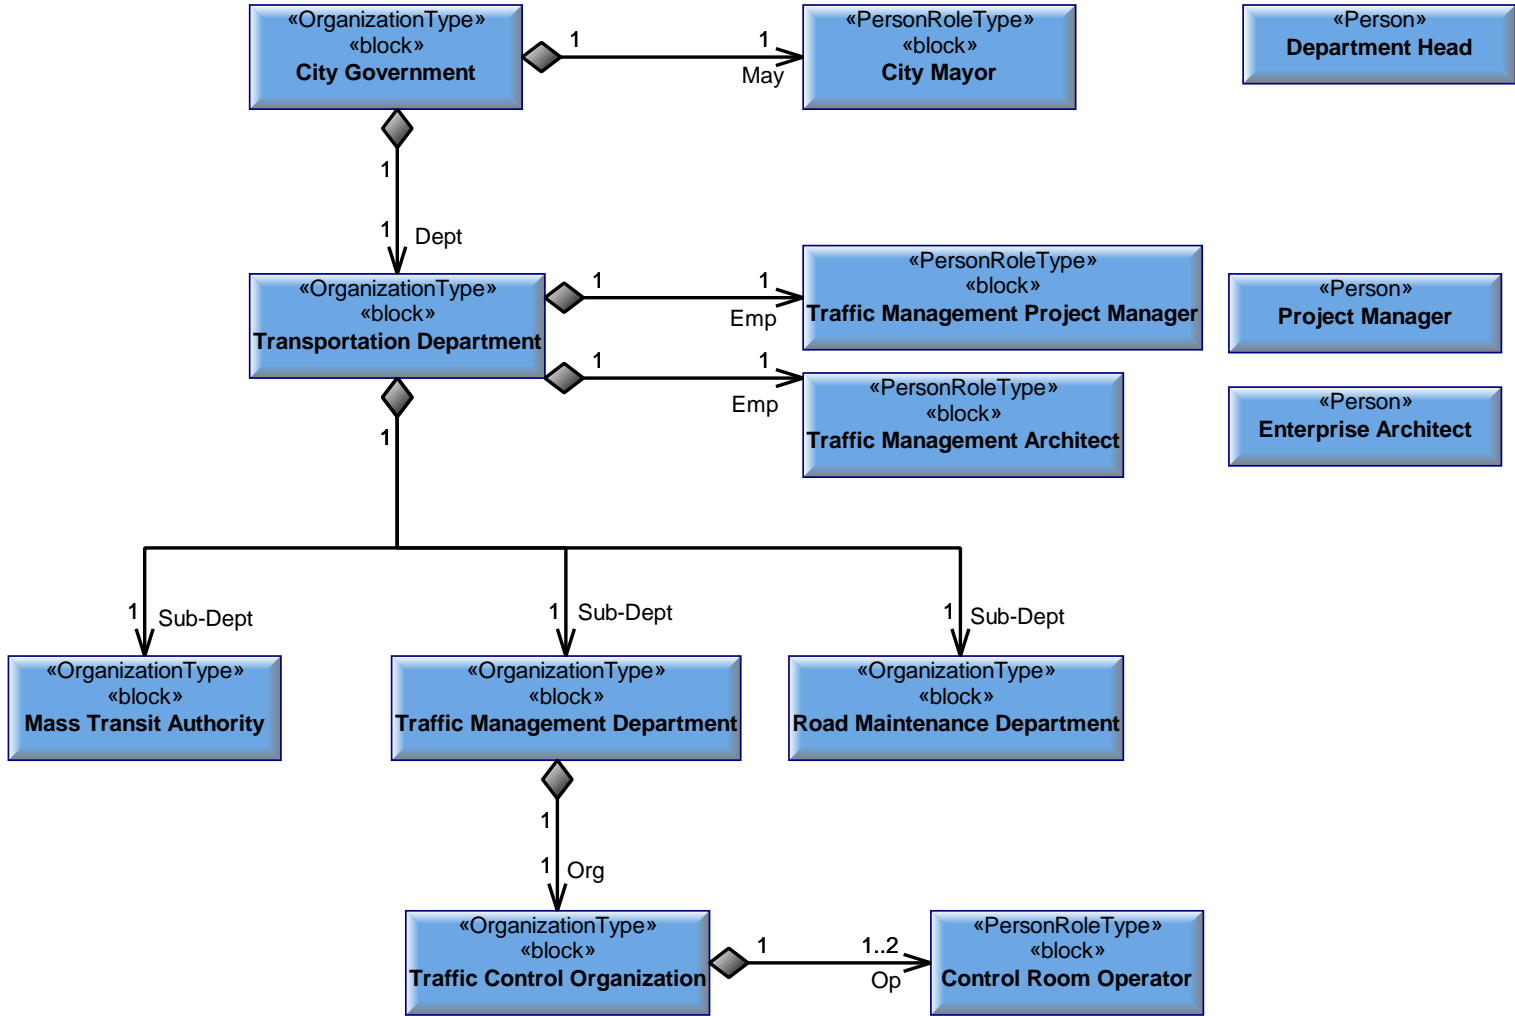 «OrganizationType»
«block»
City Government
1
1
May
«PersonRoleType»
«block»
City Mayor
«Person»
Department Head
1
1
Dept
«OrganizationType»
«block»
Transportation Department
1
1
Emp
«PersonRoleType»
«block»
Traffic Management Project Manager
«Person»
Project Manager
1
1
Emp
«PersonRoleType»
«block»
Traffic Management Architect
«Person»
Enterprise Architect
1
1
Sub-Dept
1
Sub-Dept
1
Sub-Dept
«OrganizationType»
«block»
Mass Transit Authority
«OrganizationType»
«block»
Traffic Management Department
«OrganizationType»
«block»
Road Maintenance Department
1
1
Org
«OrganizationType»
«block»
Traffic Control Organization
1
1..2
Op
«PersonRoleType»
«block»
Control Room Operator